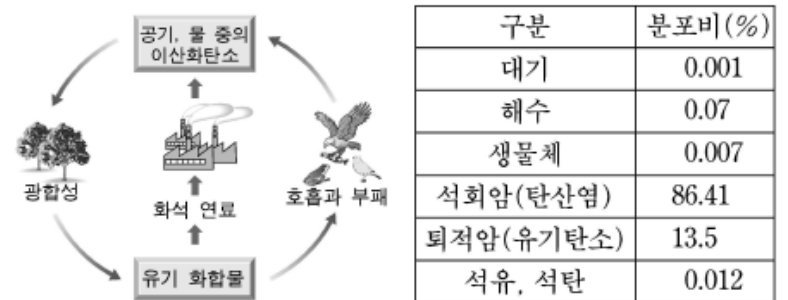 공기, 물 중의
이산화탄소
광합성
화석 연료
호흡과 부패
유기 화합물
구분 분포비(%)
대기 0.001
해수 0.07
생물체 0.007
석회암(탄산염) 86.41
퇴적암(유기탄소) 13.5
석유, 석탄 0.012